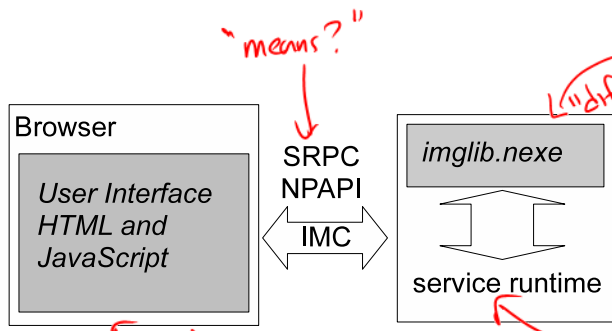 "means?"
Browser
User Interface
HTML and
JavaScript
SRPC
NPAPI
IMC
imglib.nexe
service runtime